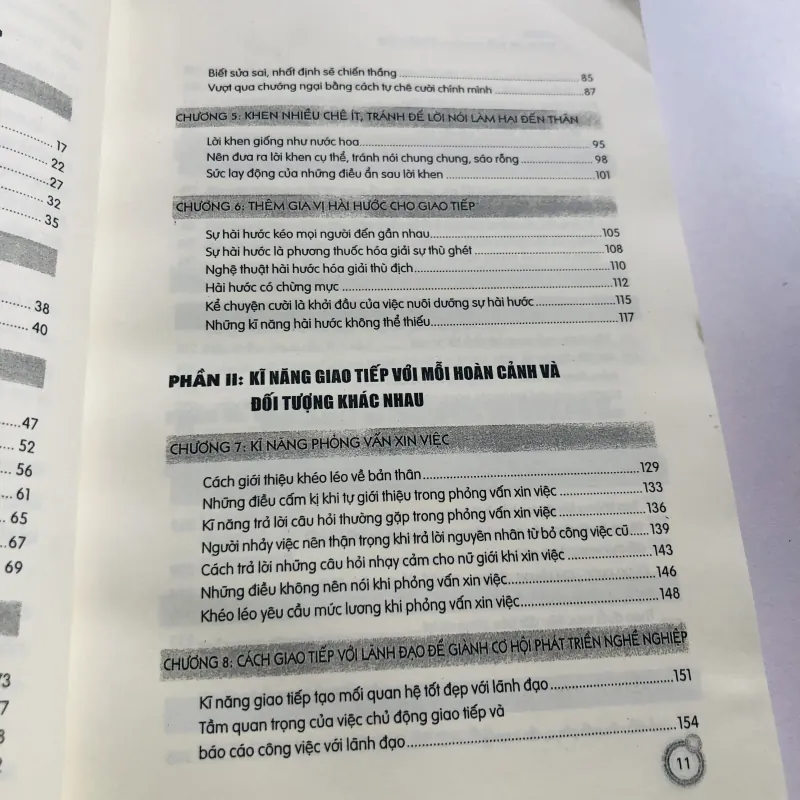 17
22
27
32
35
38
40
47
52
56
61
65
67
69
73
Biết sửa sai, nhất định sẽ chiến thắng 85
Vượt qua chướng ngại bằng cách tự chê cười chính mình 87
CHƯƠNG 5: KHEN NHIỀU CHÊ ÍT, TRÁNH ĐỂ LỜI NÓI LÀM HẠI ĐẾN THÂN
Lời khen giống như nước hoa 95
Nên đưa ra lời khen cụ thể, tránh nói chung chung, sáo rỗng 98
Sức lay động của những điều ẩn sau lời khen 101
CHƯƠNG 6: THÊM GIA VỊ HÀI HƯỚC CHO GIAO TIẾP
Sự hài hước kéo mọi người đến gần nhau 105
Sự hài hước là phương thuốc hóa giải sự thù ghét 108
Nghệ thuật hài hước hóa giải thù địch 110
Hài hước có chừng mực 112
Kể chuyện cười là khởi đầu của việc nuôi dưỡng sự hài hước 115
Những kĩ năng hài hước không thể thiếu 117
PHẦN II: KĨ NĂNG GIAO TIẾP VỚI MỖI HOÀN CẢNH VÀ
ĐỐI TƯỢNG KHÁC NHAU
CHƯƠNG 7: KĨ NĂNG PHỎNG VẤN XIN VIỆC
Cách giới thiệu khéo léo về bản thân 129
Những điều cấm kị khi tự giới thiệu trong phỏng vấn xin việc 133
Kĩ năng trả lời câu hỏi thường gặp trong phỏng vấn xin việc 136
Người nhảy việc nên thận trọng khi trả lời nguyên nhân từ bỏ công việc cũ 139
Cách trả lời những câu hỏi nhạy cảm cho nữ giới khi xin việc 143
Những điều không nên nói khi phỏng vấn xin việc 146
Khéo léo yêu cầu mức lương khi phỏng vấn xin việc 148
CHƯƠNG 8: CÁCH GIAO TIẾP VỚI LÃNH ĐẠO ĐỂ GIÀNH CƠ HỘI PHÁT TRIỂN NGHỀ NGHIỆP
Kĩ năng giao tiếp tạo mối quan hệ tốt đẹp với lãnh đạo 151
Tầm quan trọng của việc chủ động giao tiếp và
báo cáo công việc với lãnh đạo 154
11